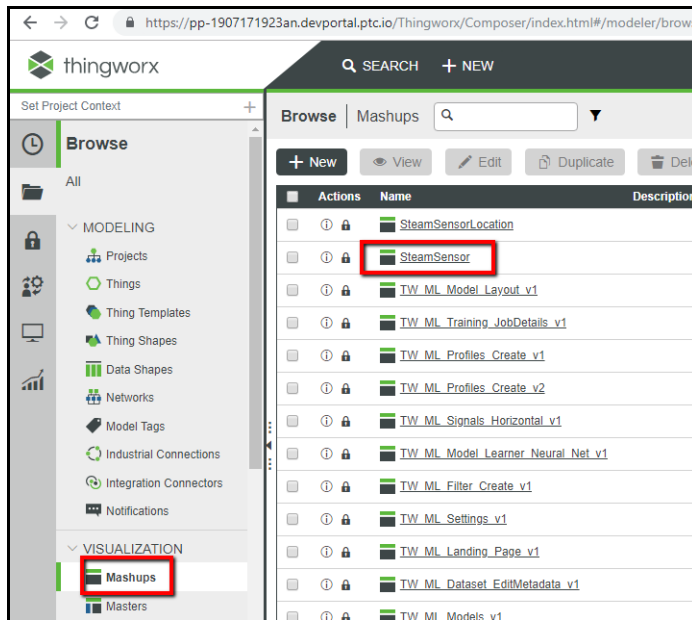 https://pp-1907171923an.devportal.ptc.io/Thingworx/Composer/index.html#/modeler/brows
thingworx
SEARCH + NEW
Set Project Context +
Browse
All
MODELING
Projects
Things
Thing Templates
Thing Shapes
Data Shapes
Networks
Model Tags
Industrial Connections
Integration Connectors
Notifications
VISUALIZATION
Mashups
Masters
Browse | Mashups
+ New View Edit Duplicate Del
Actions Name Description
SteamSensorLocation
SteamSensor
TW_ML_Model_Layout_v1
TW_ML_Training_JobDetails_v1
TW_ML_Profiles_Create_v1
TW_ML_Profiles_Create_v2
TW_ML_Signals_Horizontal_v1
TW_ML_Model_Learner_Neural_Net_v1
TW_ML_Filter_Create_v1
TW_ML_Settings_v1
TW_ML_Landing_Page_v1
TW_ML_Dataset_EditMetadata_v1
TW_ML_Models_v1